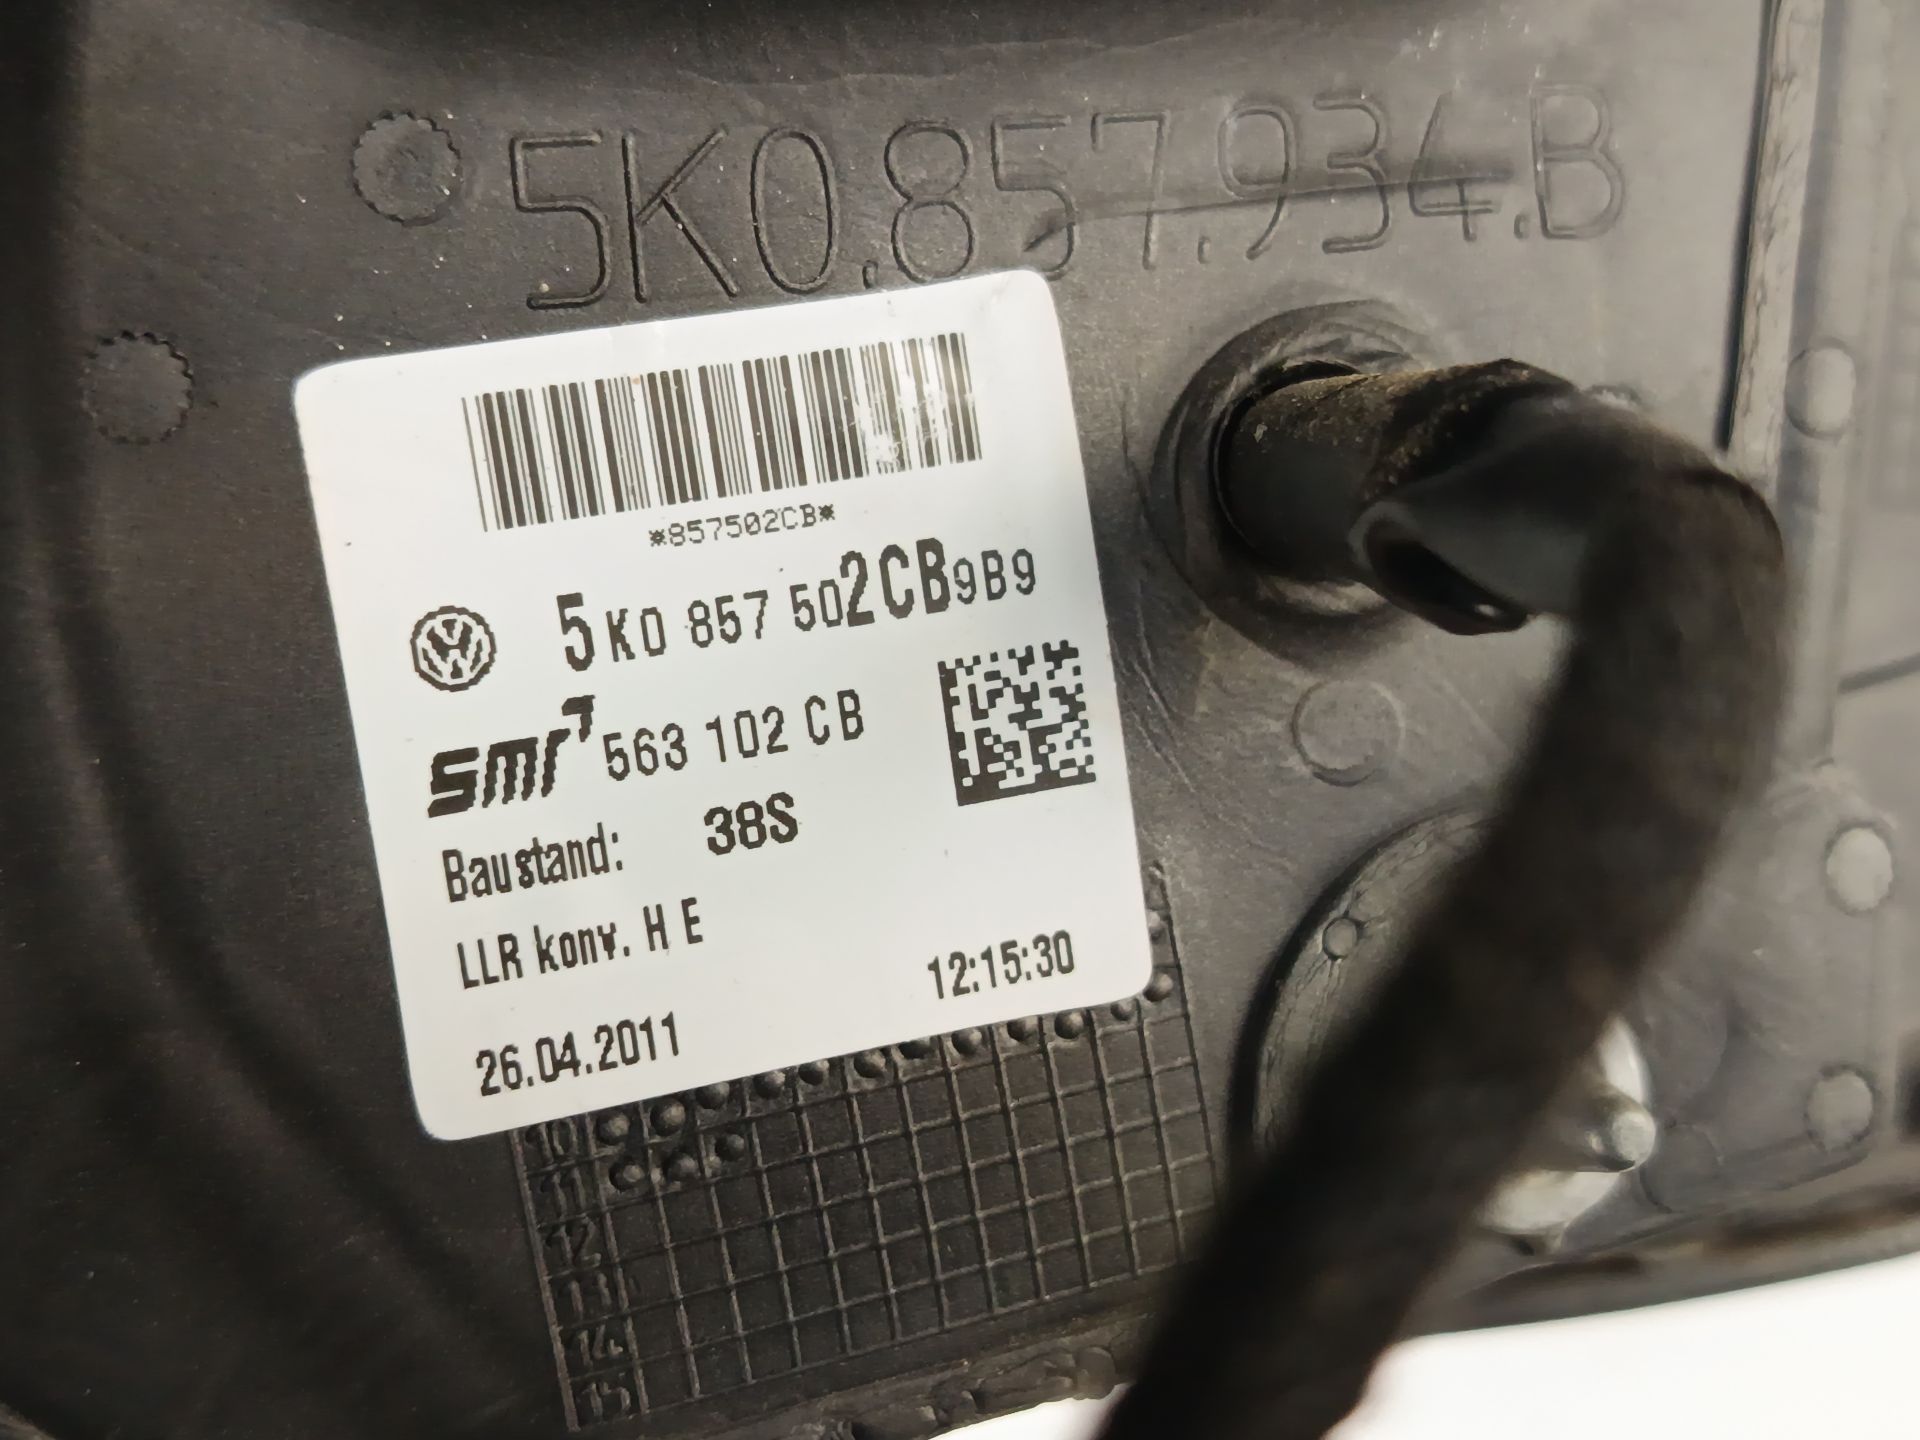 5K0.857.934.B
*857502CB*
5K0 857 502CB9B9
smr 563 102 CB
Baustand: 38S
LLR konv. H E
26.04.2011 12:15:30
10
11
12
13
14
15